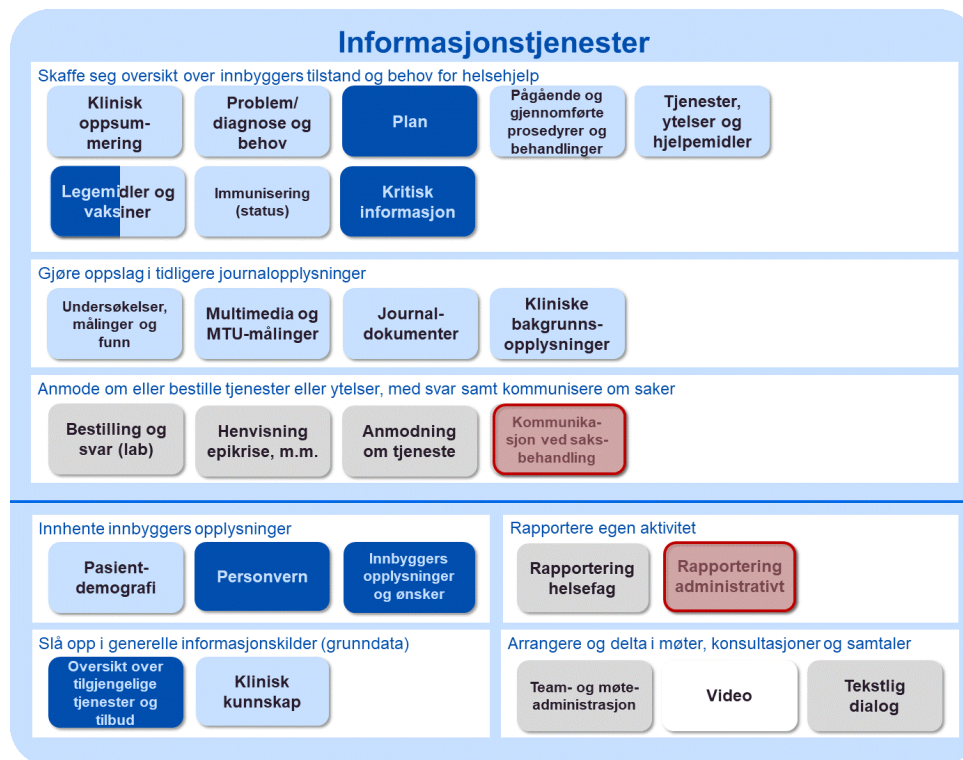 Informasjonstjenester
Skaffe seg oversikt over innbyggers tilstand og behov for helsehjelp
Klinisk
oppsum-
mering
Problem/
diagnose og
behov
Plan
Pågående og
gjennomførte
prosedyrer og
behandlinger
Tjenester,
ytelser og
hjelpemidler
Legemidler og
vaksiner
Immunisering
(status)
Kritisk
informasjon
Gjøre oppslag i tidligere journalopplysninger
Undersøkelser,
målinger og
funn
Multimedia og
MTU-målinger
Journal-
dokumenter
Kliniske
bakgrunns-
opplysninger
Anmode om eller bestille tjenester eller ytelser, med svar samt kommunisere om saker
Bestilling og
svar (lab)
Henvisning
epikrise, m.m.
Anmodning
om tjeneste
Kommunika-
sjon ved saks-
behandling
Innhente innbyggers opplysninger
Pasient-
demografi
Personvern
Innbyggers
opplysninger
og ønsker
Rapportere egen aktivitet
Rapportering
helsefag
Rapportering
administrativt
Slå opp i generelle informasjonskilder (grunndata)
Oversikt over
tilgjengelige
tjenester og
tilbud
Klinisk
kunnskap
Arrangere og delta i møter, konsultasjoner og samtaler
Team- og møte-
administrasjon
Video
Tekstlig
dialog